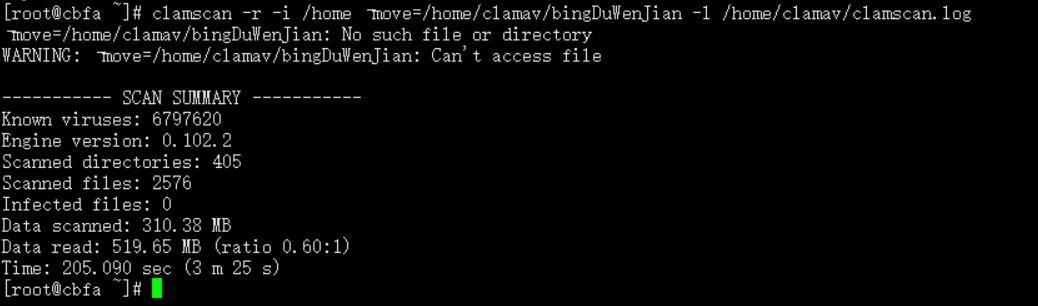 [root@cbfa ~]# clamscan -r -i /home —move=/home/clamav/bingDuWenJian -l /home/clamav/clamscan.log
—move=/home/clamav/bingDuWenJian: No such file or directory
WARNING: —move=/home/clamav/bingDuWenJian: Can't access file
----------- SCAN SUMMARY -----------
Known viruses: 6797620
Engine version: 0.102.2
Scanned directories: 405
Scanned files: 2576
Infected files: 0
Data scanned: 310.38 MB
Data read: 519.65 MB (ratio 0.60:1)
Time: 205.090 sec (3 m 25 s)
[root@cbfa ~]#